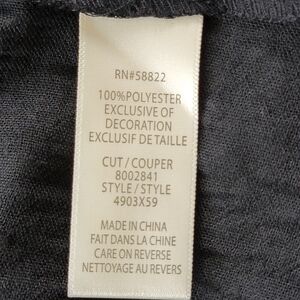 RN#58822
100%POLYESTER
EXCLUSIVE OF
DECORATION
EXCLUSIF DE TAILLE
CUT / COUPER
8002841
STYLE / STYLE
4903X59
MADE IN CHINA
FAIT DANS LA CHINE
CARE ON REVERSE
NETTOYAGE AU REVERS